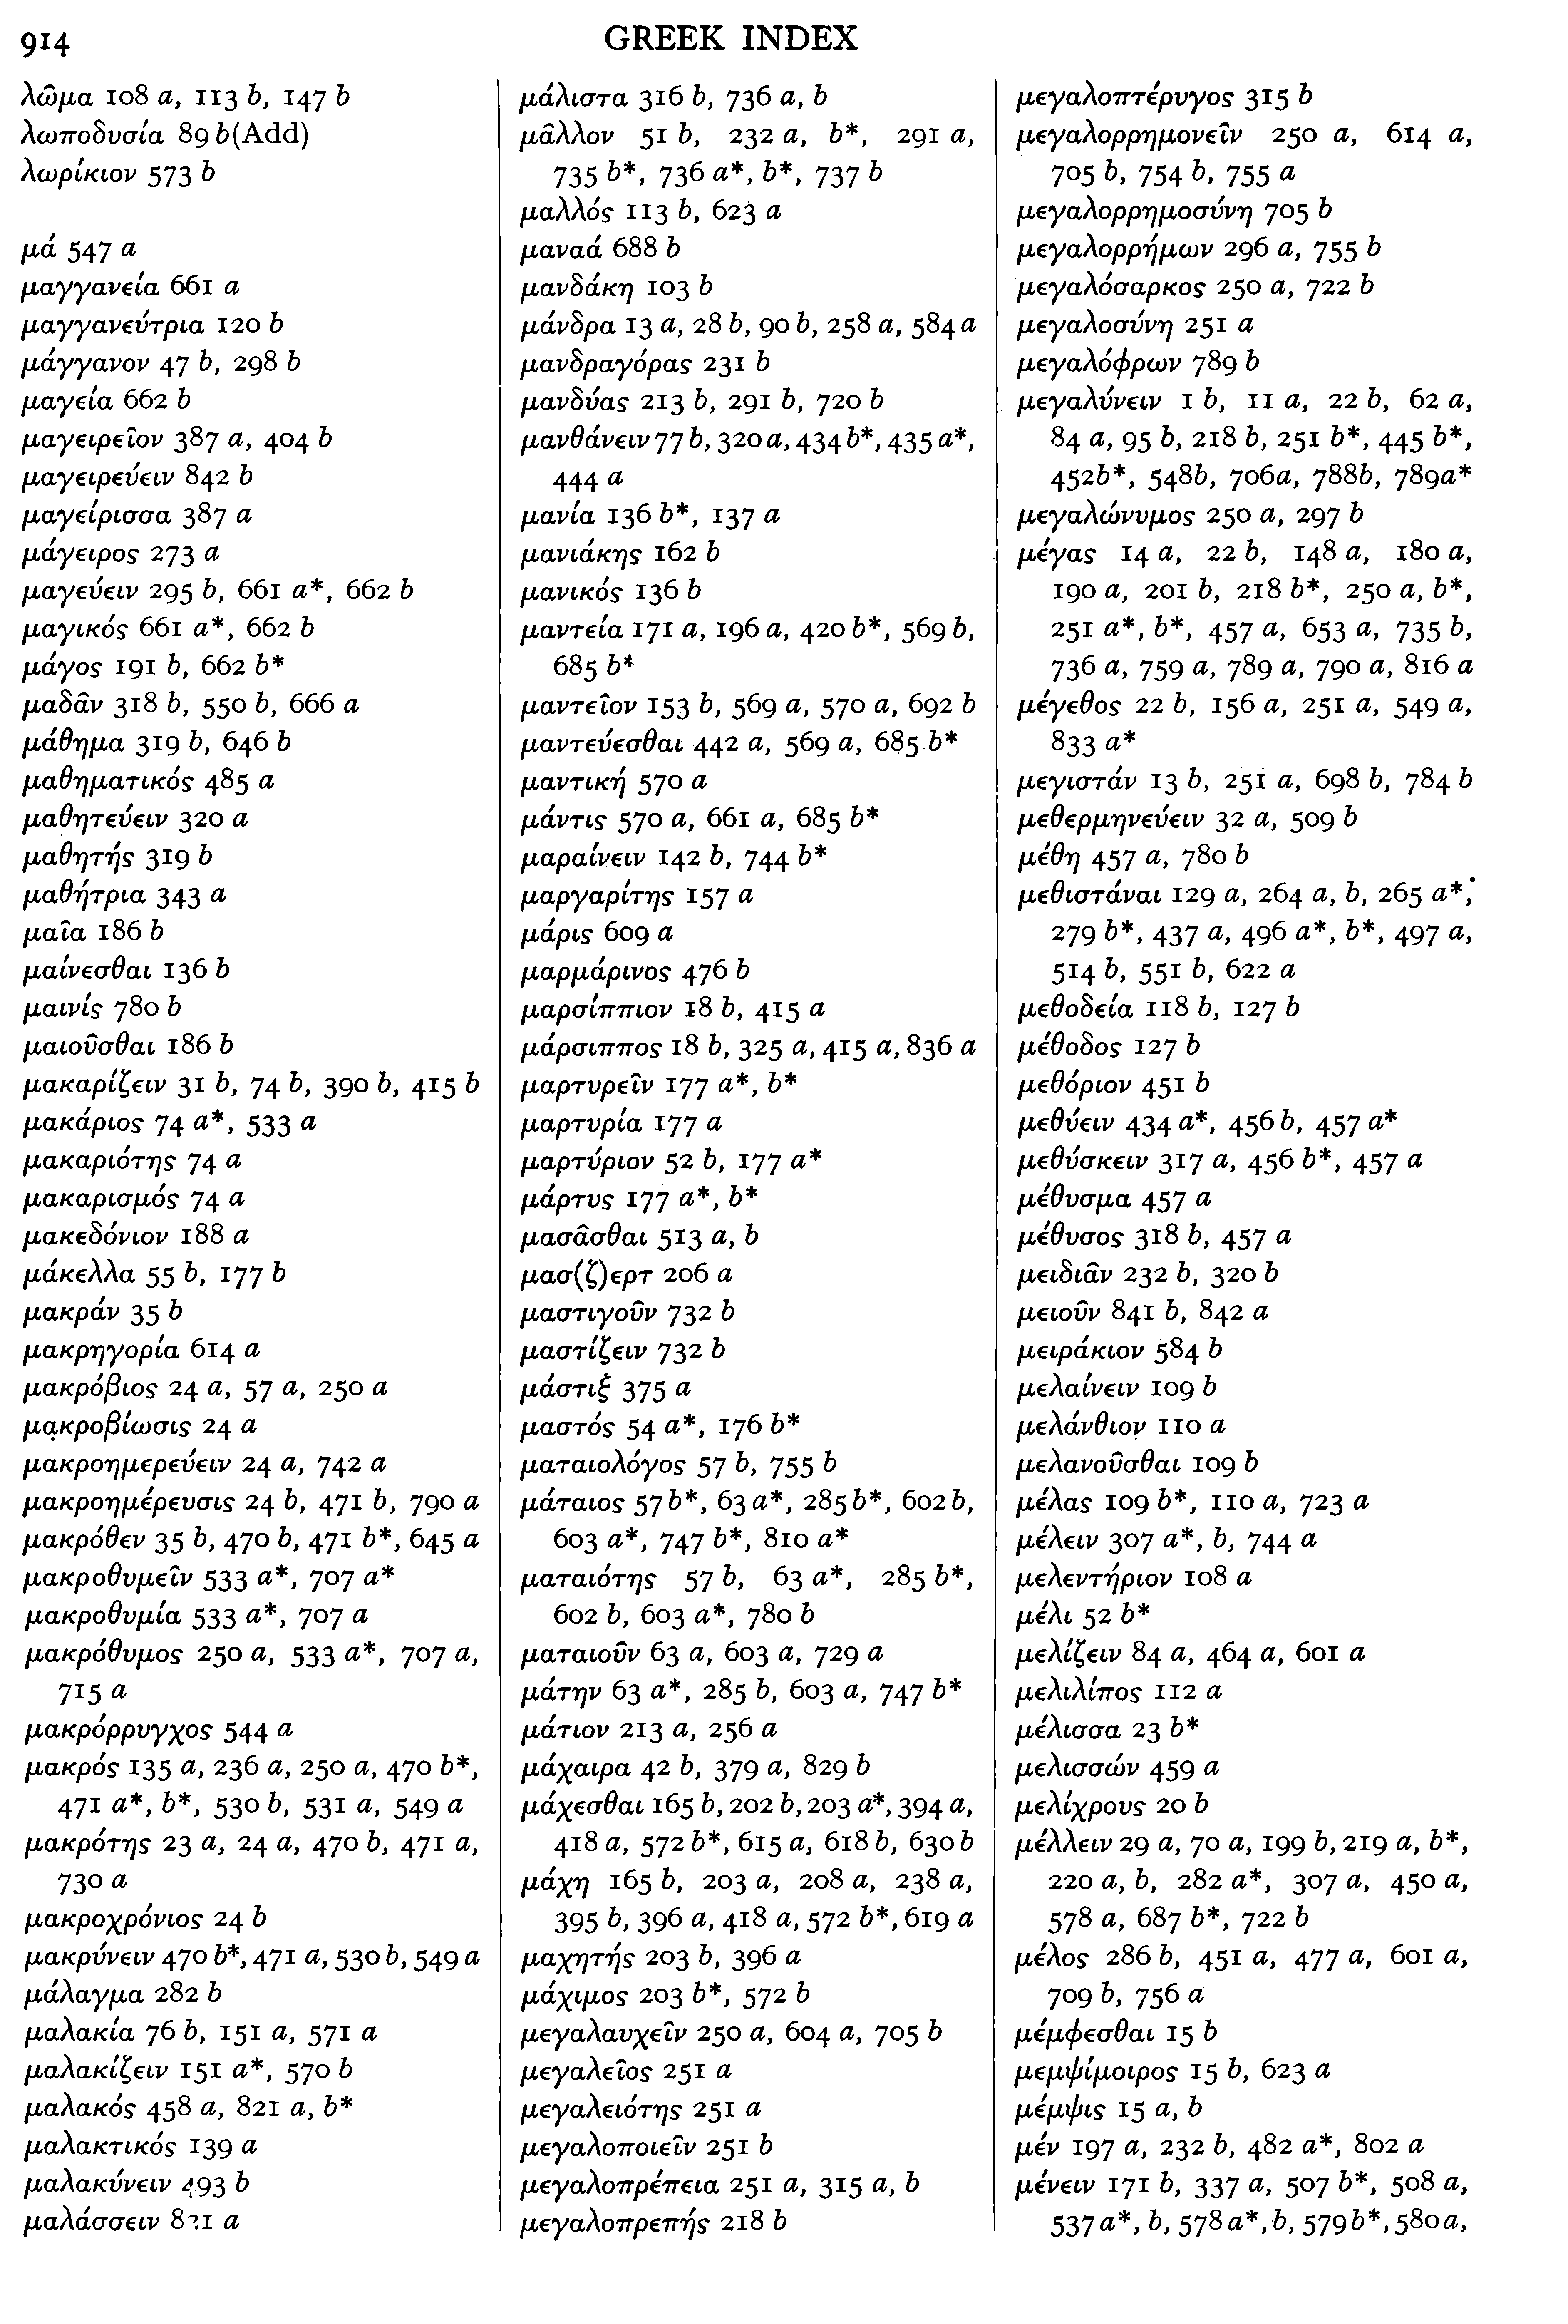 914
GREEK INDEX
λῶμα 108 a, 113 b, 147 b
λωποδυσία 89 b(Add)
λωρίκιον 573 b
μά 547 a
μαγγανεία 661 a
μαγγανεύτρια 120 b
μάγγανον 47 b, 298 b
μαγεία 662 b
μαγειρεῖον 387 a, 404 b
μαγειρεύειν 842 b
μαγείρισσα 387 a
μάγειρος 273 a
μαγεύειν 295 b, 661 a*, 662 b
μαγικός 661 a*, 662 b
μάγος 191 b, 662 b*
μαδᾶν 318 b, 550 b, 666 a
μάθημα 319 b, 646 b
μαθηματικός 485 a
μαθητεύειν 320 a
μαθητής 319 b
μαθήτρια 343 a
μαῖα 186 b
μαίνεσθαι 136 b
μαινίς 780 b
μαιοῦσθαι 186 b
μακαρίζειν 31 b, 74 b, 390 b, 415 b
μακάριος 74 a*, 533 a
μακαριότης 74 a
μακαρισμός 74 a
μακεδόνιον 188 a
μάκελλα 55 b, 177 b
μακράν 35 b
μακρηγορία 614 a
μακρόβιος 24 a, 57 a, 250 a
μακροβίωσις 24 a
μακροημερεύειν 24 a, 742 a
μακροημέρευσις 24 b, 471 b, 790 a
μακρόθεν 35 b, 470 b, 471 b*, 645 a
μακροθυμεῖν 533 a*, 707 a*
μακροθυμία 533 a*, 707 a
μακρόθυμος 250 a, 533 a*, 707 a,
715 a
μακρόρρυγχος 544 a
μακρός 135 a, 236 a, 250 a, 470 b*,
471 a*, b*, 530 b, 531 a, 549 a
μακρότης 23 a, 24 a, 470 b, 471 a,
730 a
μακροχρόνιος 24 b
μακρύνειν 470 b*, 471 a, 530 b, 549 a
μάλαγμα 282 b
μαλακία 76 b, 151 a, 571 a
μαλακίζειν 151 a*, 570 b
μαλακός 458 a, 821 a, b*
μαλακτικός 139 a
μαλακύνειν 493 b
μαλάσσειν 821 a
μάλιστα 316 b, 736 a, b
μᾶλλον 51 b, 232 a, b*, 291 a,
735 b*, 736 a*, b*, 737 b
μαλλός 113 b, 623 a
μαναά 688 b
μανδάκη 103 b
μάνδρα 13 a, 28 b, 90 b, 258 a, 584 a
μανδραγόρας 231 b
μανδύας 213 b, 291 b, 720 b
μανθάνειν 77 b, 320 a, 434 b*, 435 a*,
444 a
μανία 136 b*, 137 a
μανιάκης 162 b
μανικός 136 b
μαντεία 171 a, 196 a, 420 b*, 569 b,
685 b*
μαντεῖον 153 b, 569 a, 570 a, 692 b
μαντεύεσθαι 442 a, 569 a, 685 b*
μαντική 570 a
μάντις 570 a, 661 a, 685 b*
μαραίνειν 142 b, 744 b*
μαργαρίτης 157 a
μάρις 609 a
μαρμάρινος 476 b
μαρσίππιον 18 b, 415 a
μάρσιππος 18 b, 325 a, 415 a, 836 a
μαρτυρεῖν 177 a*, b*
μαρτυρία 177 a
μαρτύριον 52 b, 177 a*
μάρτυς 177 a*, b*
μασᾶσθαι 513 a, b
μασ(ζ)ερτ 206 a
μαστιγοῦν 732 b
μαστίζειν 732 b
μάστιξ 375 a
μαστός 54 a*, 176 b*
ματαιολόγος 57 b, 755 b
μάταιος 57 b*, 63 a*, 285 b*, 602 b,
603 a*, 747 b*, 810 a*
ματαιότης 57 b, 63 a*, 285 b*,
602 b, 603 a*, 780 b
ματαιοῦν 63 a, 603 a, 729 a
μάτην 63 a*, 285 b, 603 a, 747 b*
μάτιον 213 a, 256 a
μάχαιρα 42 b, 379 a, 829 b
μάχεσθαι 165 b, 202 b, 203 a*, 394 a,
418 a, 572 b*, 615 a, 618 b, 630 b
μάχη 165 b, 203 a, 208 a, 238 a,
395 b, 396 a, 418 a, 572 b*, 619 a
μαχητής 203 b, 396 a
μάχιμος 203 b*, 572 b
μεγαλαυχεῖν 250 a, 604 a, 705 b
μεγαλεῖος 251 a
μεγαλειότης 251 a
μεγαλοποιεῖν 251 b
μεγαλοπρέπεια 251 a, 315 a, b
μεγαλοπρεπής 218 b
μεγαλοπτέρυγος 315 b
μεγαλορρημονεῖν 250 a, 614 a,
705 b, 754 b, 755 a
μεγαλορρημοσύνη 705 b
μεγαλορρήμων 296 a, 755 b
μεγαλόσαρκος 250 a, 722 b
μεγαλοσύνη 251 a
μεγαλόφρων 789 b
μεγαλύνειν 1 b, 11 a, 22 b, 62 a,
84 a, 95 b, 218 b, 251 b*, 445 b*,
452b*, 548b, 706a, 788b, 789a*
μεγαλώνυμος 250 a, 297 b
μέγας 14 a, 22 b, 148 a, 180 a,
190 a, 201 b, 218 b*, 250 a, b*,
251 a*, b*, 457 a, 653 a, 735 b,
736 a, 759 a, 789 a, 790 a, 816 a
μέγεθος 22 b, 156 a, 251 a, 549 a,
833 a*
μεγιστάν 13 b, 251 a, 698 b, 784 b
μεθερμηνεύειν 32 a, 509 b
μέθη 457 a, 780 b
μεθιστάναι 129 a, 264 a, b, 265 a*,
279 b*, 437 a, 496 a*, b*, 497 a,
514 b, 551 b, 622 a
μεθοδεία 118 b, 127 b
μέθοδος 127 b
μεθόριον 451 b
μεθύειν 434 a*, 456 b, 457 a*
μεθύσκειν 317 a, 456 b*, 457 a
μέθυσμα 457 a
μέθυσος 318 b, 457 a
μειδιᾶν 232 b, 320 b
μειοῦν 841 b, 842 a
μειράκιον 584 b
μελαίνειν 109 b
μελάνθιον 110 a
μελανοῦσθαι 109 b
μέλας 109 b*, 110 a, 723 a
μέλειν 307 a*, b, 744 a
μελεντήριον 108 a
μέλι 52 b*
μελίζειν 84 a, 464 a, 601 a
μελιλίπος 112 a
μέλισσα 23 b*
μελισσών 459 a
μελίχρους 20 b
μέλλειν 29 a, 70 a, 199 b, 219 a, b*,
220 a, b, 282 a*, 307 a, 450 a,
578 a, 687 b*, 722 b
μέλος 286 b, 451 a, 477 a, 601 a,
709 b, 756 a
μέμφεσθαι 15 b
μεμψίμοιρος 15 b, 623 a
μέμψις 15 a, b
μέν 197 a, 232 b, 482 a*, 802 a
μένειν 171 b, 337 a, 507 b*, 508 a,
537 a*, b, 578 a*, b, 579 b*, 580 a,